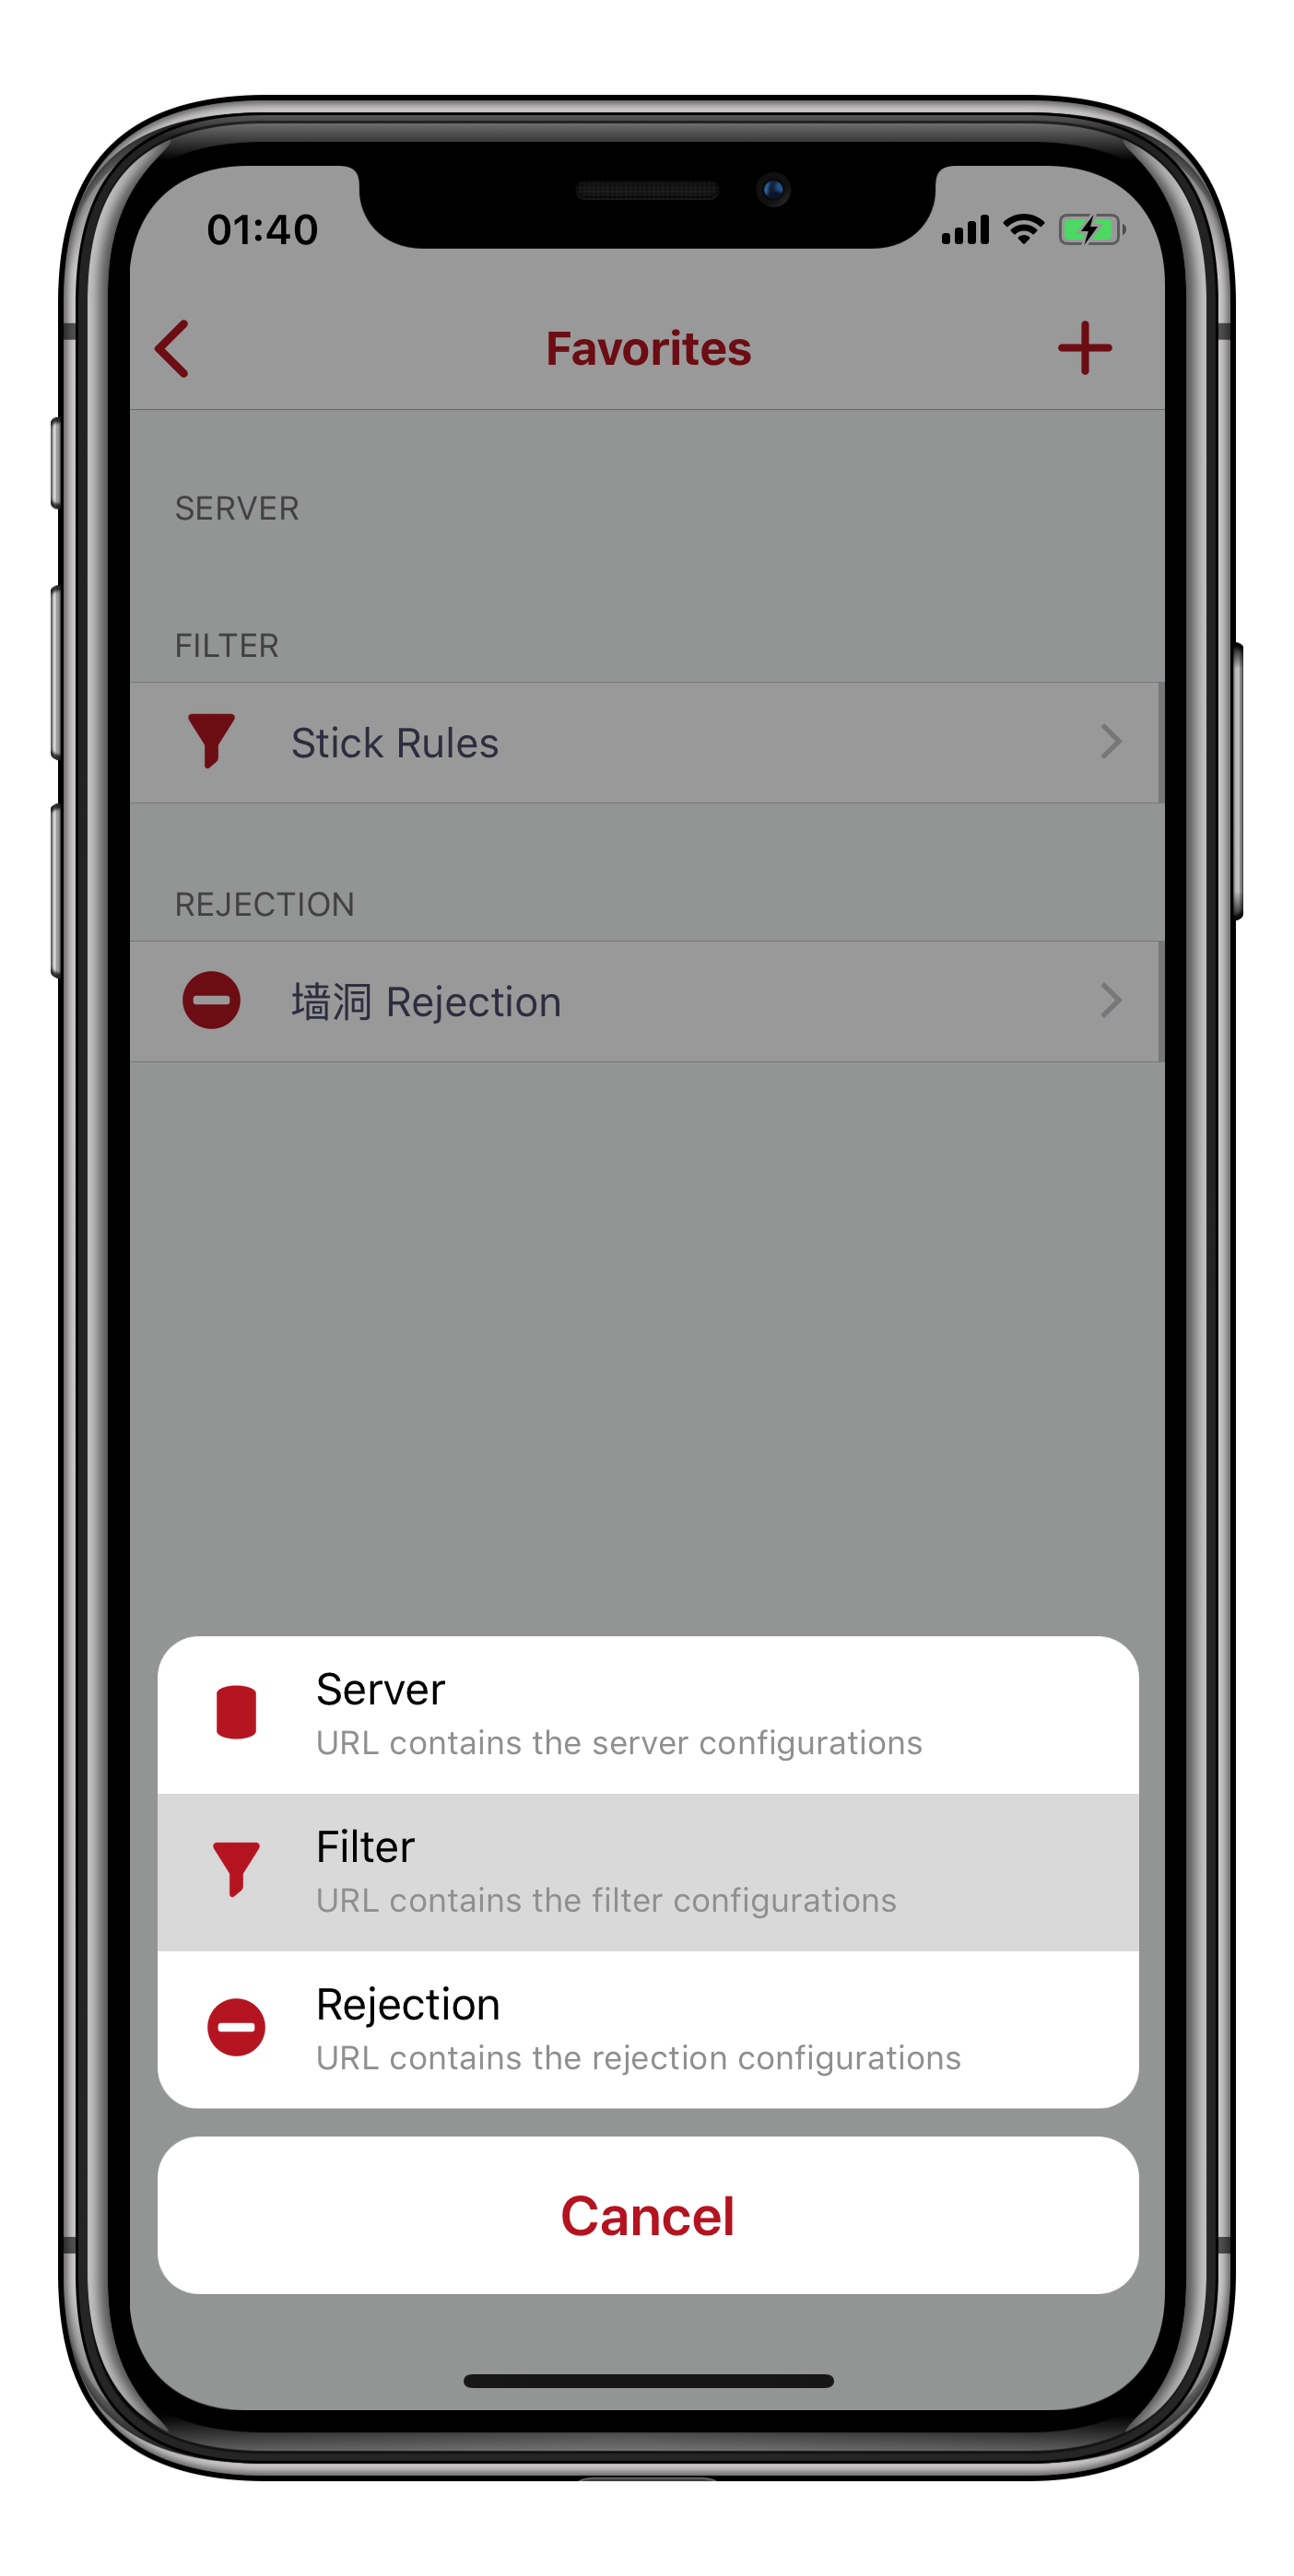 01:40
Favorites
SERVER
FILTER
Stick Rules
REJECTION
墙洞 Rejection
Server
URL contains the server configurations
Filter
URL contains the filter configurations
Rejection
URL contains the rejection configurations
Cancel